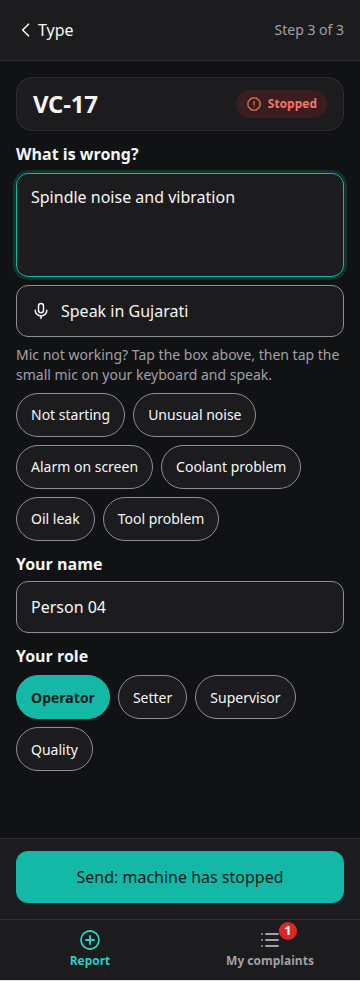 Type
Step 3 of 3
VC-17
Stopped
What is wrong?
Spindle noise and vibration
Speak in Gujarati
Mic not working? Tap the box above, then tap the
small mic on your keyboard and speak.
Not starting
Unusual noise
Alarm on screen
Coolant problem
Oil leak
Tool problem
Your name
Person 04
Your role
Operator
Setter
Supervisor
Quality
Send: machine has stopped
1
Report
My complaints